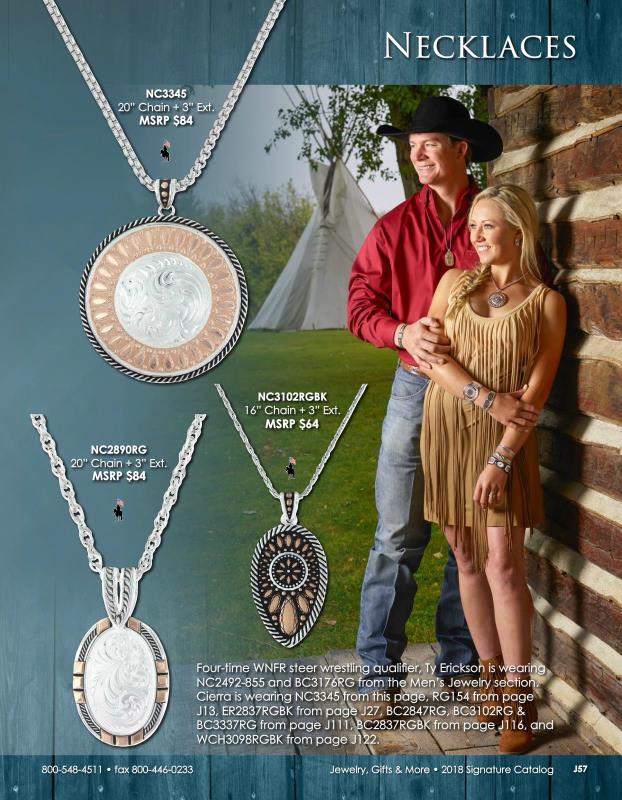 NECKLACES
NC3345
20” Chain + 3” Ext.
MSRP $84
NC3102RGBK
16” Chain + 3” Ext.
MSRP $64
NC2890RG
20” Chain + 3” Ext.
MSRP $84
Four-time WNFR steer wrestling qualifier, Ty Erickson is wearing
NC2492-855 and BC3176RG from the Men’s Jewelry section.
Cierra is wearing NC3345 from this page, RG154 from page
J13, ER2837RGBK from page J27, BC2847RG, BC3102RG &
BC3337RG from page J111, BC2837RGBK from page J116, and
WCH3098RGBK from page J122.
800-548-4511 • fax 800-446-0233
Jewelry, Gifts & More • 2018 Signature Catalog J57